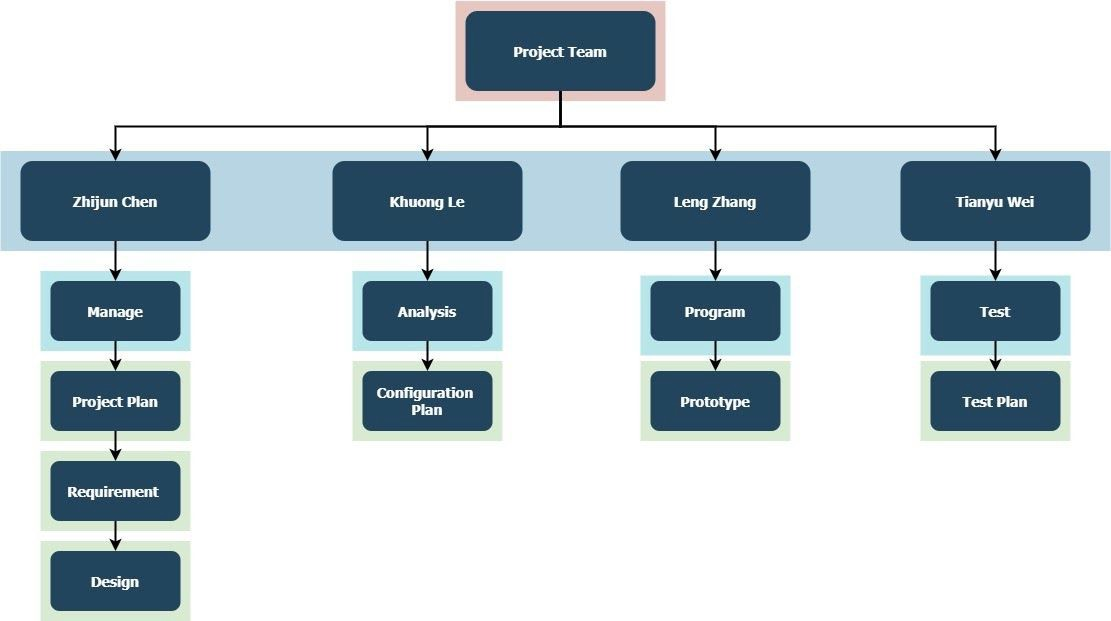 Project Team
Zhijun Chen
Khuong Le
Leng Zhang
Tianyu Wei
Manage
Analysis
Program
Test
Project Plan
Configuration
Plan
Prototype
Test Plan
Requirement
Design